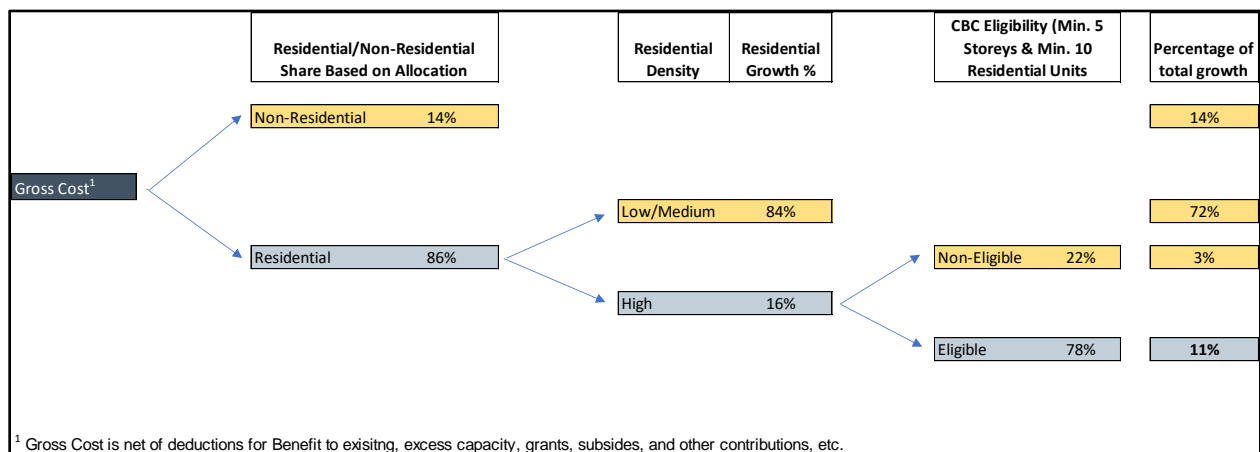 Residential/Non-Residential
Share Based on Allocation
Residential
Density
Residential
Growth %
CBC Eligibility (Min. 5
Storeys & Min. 10
Residential Units
Percentage of
total growth
Non-Residential 14%
14%
Gross Cost1
Low/Medium 84%
72%
Residential 86%
Non-Eligible 22%
3%
High 16%
Eligible 78%
11%
1 Gross Cost is net of deductions for Benefit to exisitng, excess capacity, grants, subsides, and other contributions, etc.